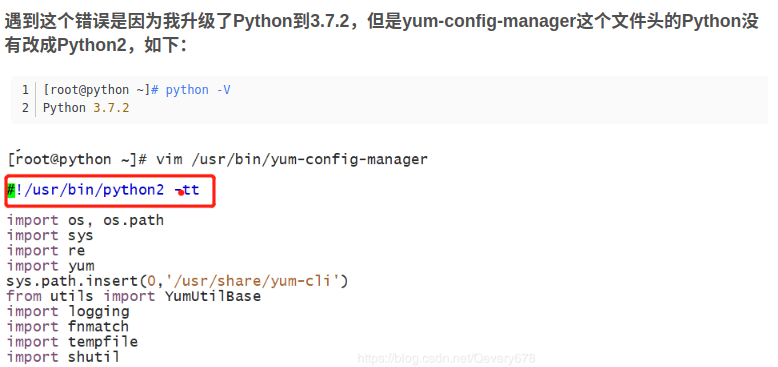 遇到这个错误是因为我升级了Python到3.7.2，但是yum-config-manager这个文件头的Python没
有改成Python2，如下：
1 [root@python ~]# python -V
2 Python 3.7.2
[root@python ~]# vim /usr/bin/yum-config-manager
#!/usr/bin/python2 -tt
import os, os.path
import sys
import re
import yum
sys.path.insert(0,'/usr/share/yum-cli')
from utils import YumUtilBase
import logging
import fnmatch
import tempfile
import shutil
https://blog.csdn.net/Qevery678